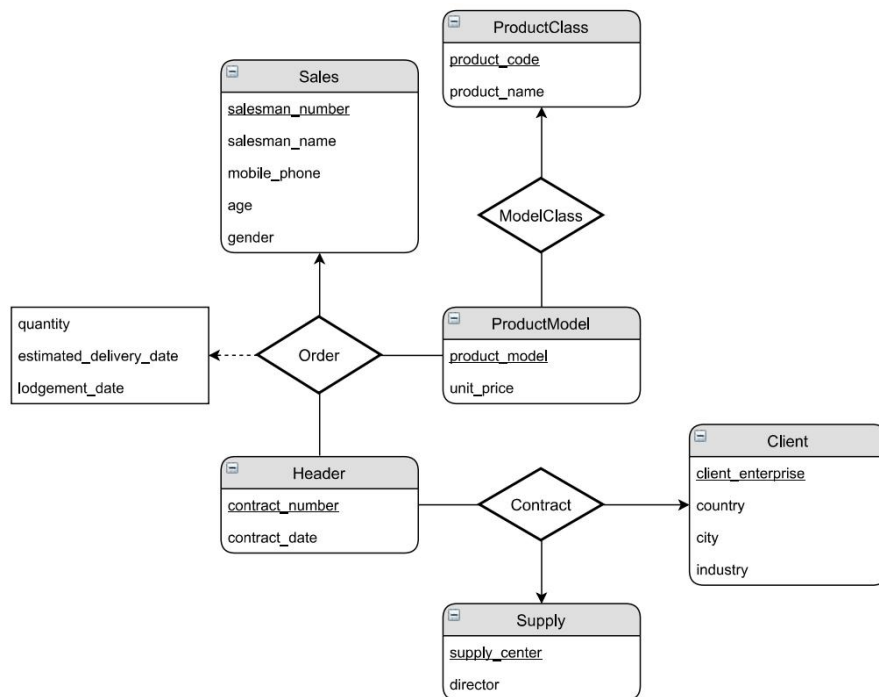 ProductClass
product_code
product_name
Sales
salesman_number
salesman_name
mobile_phone
age
gender
ModelClass
quantity
estimated_delivery_date
lodgement_date
Order
ProductModel
product_model
unit_price
Header
contract_number
contract_date
Contract
Client
client_enterprise
country
city
industry
Supply
supply_center
director